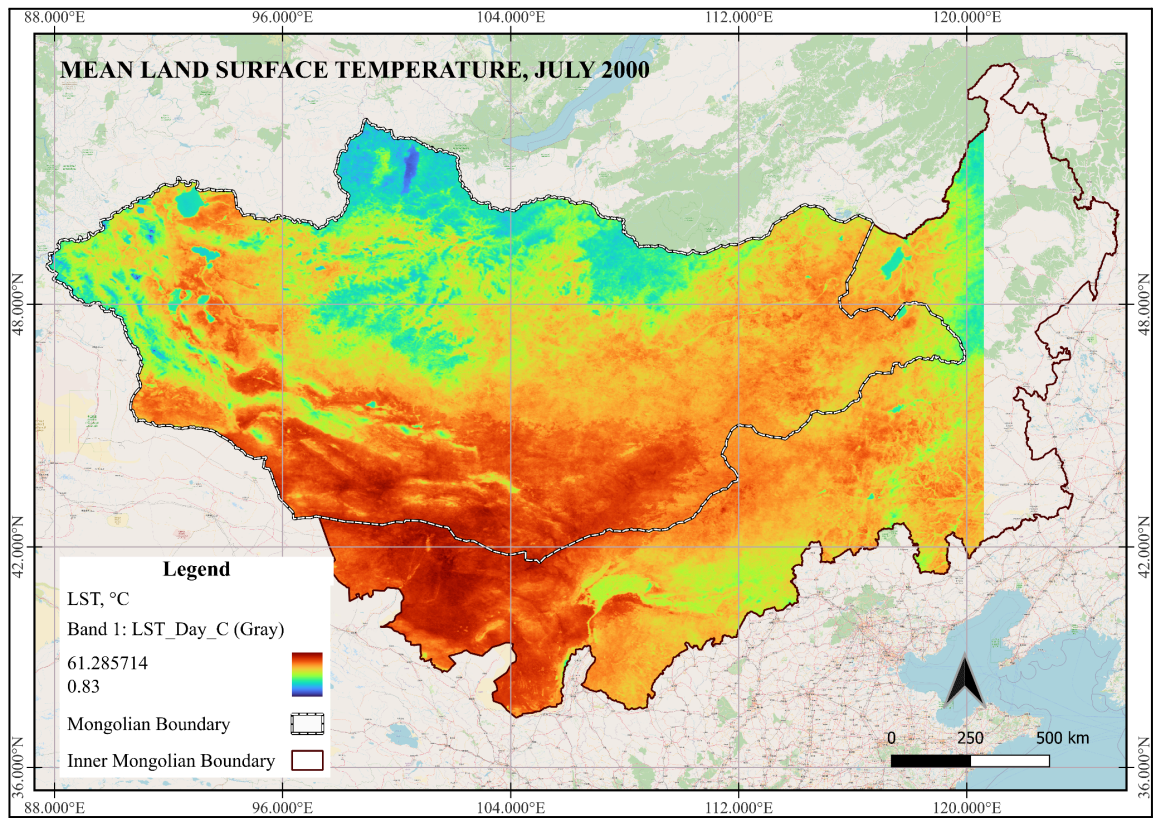 88.000°E 96.000°E 104.000°E 112.000°E 120.000°E
MEAN LAND SURFACE TEMPERATURE, JULY 2000
48.000°N 48.000°N
42.000°N 42.000°N
Legend
LST, °C
Band 1: LST_Day_C (Gray)
61.285714
0.83
Mongolian Boundary
Inner Mongolian Boundary
0 250 500 km
36.000°N 36.000°N
88.000°E 96.000°E 104.000°E 112.000°E 120.000°E